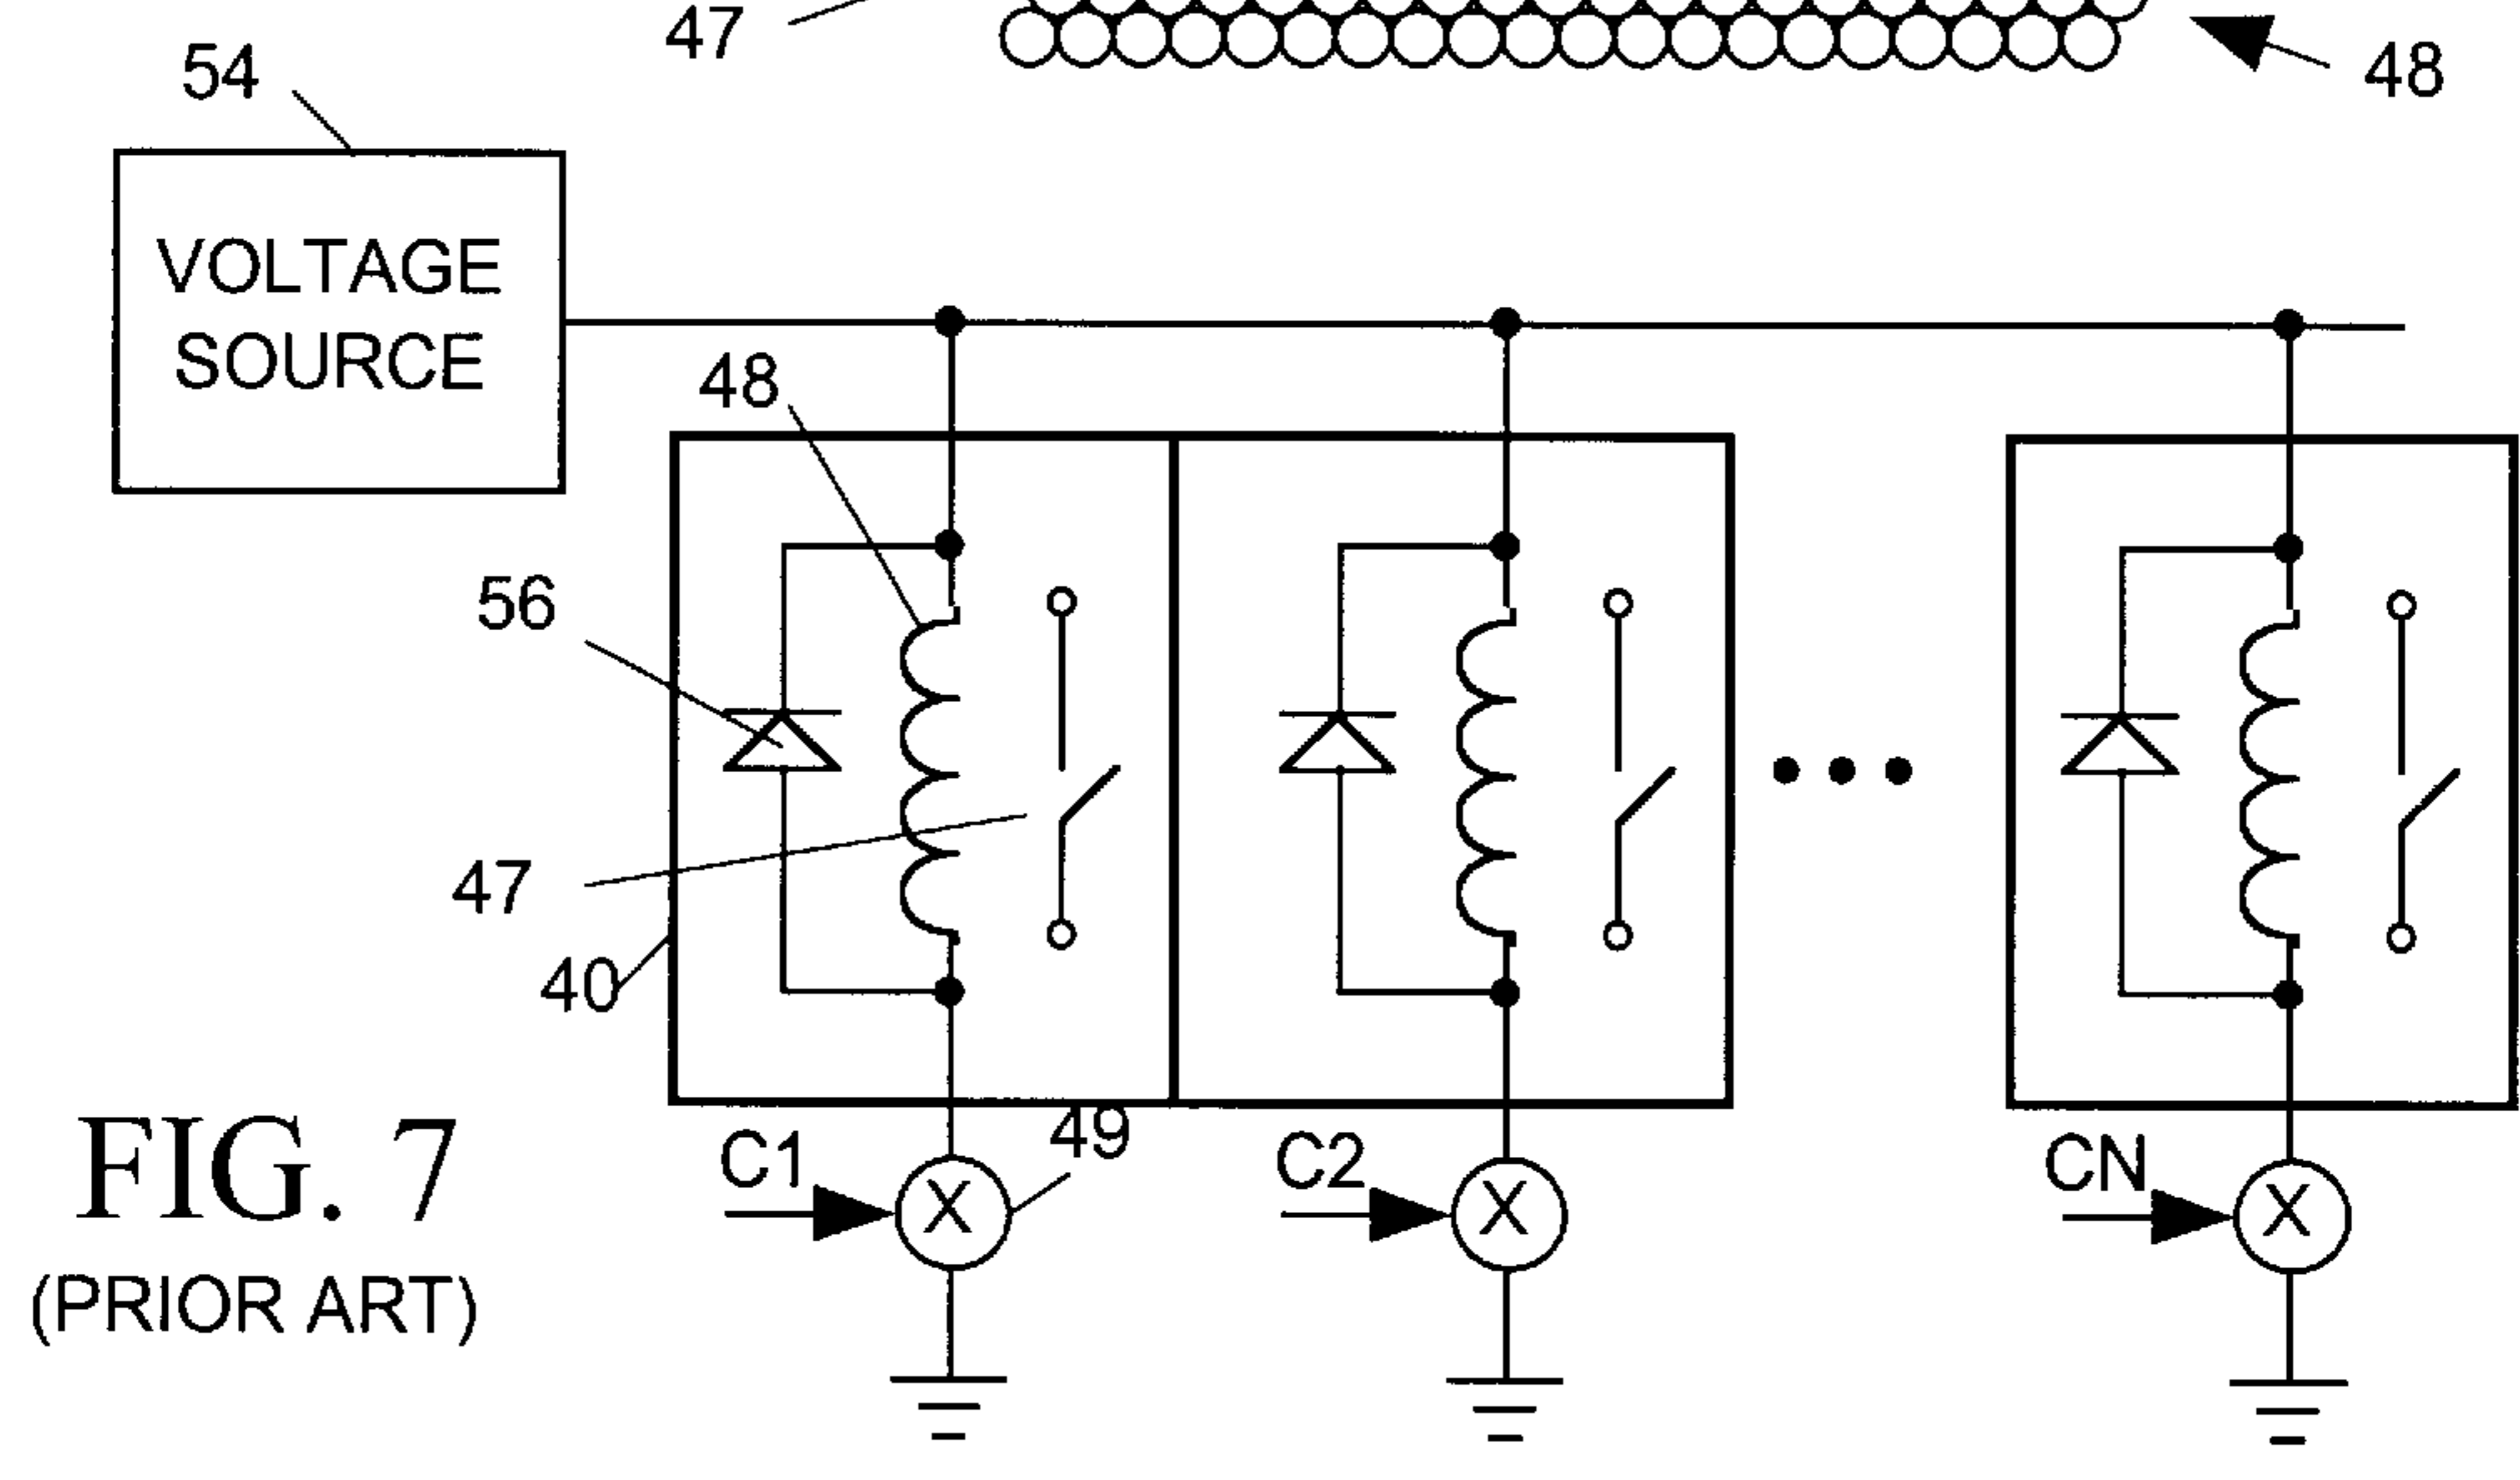 47
48
54
VOLTAGE
SOURCE
48
56
47
40
49
C1
X
C2
X
CN
X
FIG. 7
(PRIOR ART)